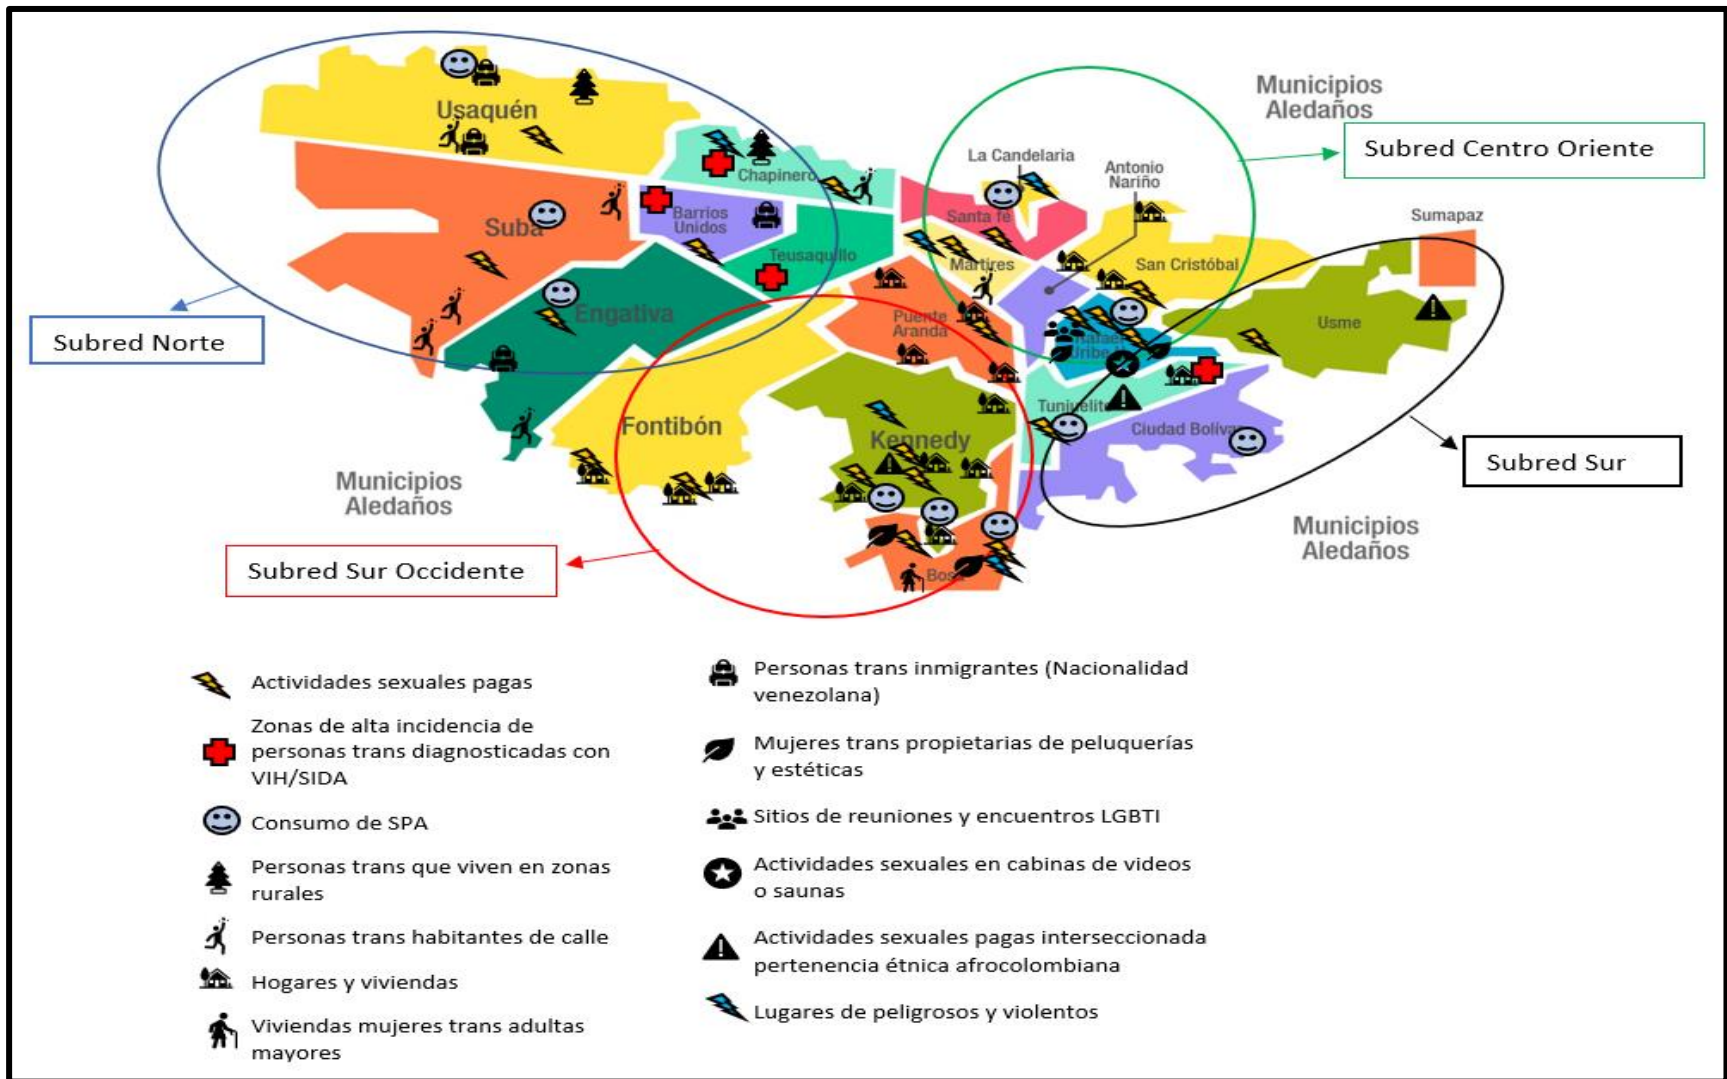 Usaquén
Suba
Engativa
Chapinero
Barrios
Unidos
Teusaquillo
Fontibón
Puente
Aranda
Kennedy
Bosa
La Candelaria
Santa fé
Martires
Antonio
Nariño
San Cristóbal
Rafael
Uribe U
Tunjuelito
Ciudad Bolívar
Usme
Sumapaz
Municipios
Aledaños
Municipios
Aledaños
Municipios
Aledaños
Subred Norte
Subred Centro Oriente
Subred Sur
Subred Sur Occidente
Actividades sexuales pagas
Zonas de alta incidencia de
personas trans diagnosticadas con
VIH/SIDA
Consumo de SPA
Personas trans que viven en zonas
rurales
Personas trans habitantes de calle
Hogares y viviendas
Viviendas mujeres trans adultas
mayores
Personas trans inmigrantes (Nacionalidad
venezolana)
Mujeres trans propietarias de peluquerías
y estéticas
Sitios de reuniones y encuentros LGBTI
Actividades sexuales en cabinas de videos
o saunas
Actividades sexuales pagas interseccionada
pertenencia étnica afrocolombiana
Lugares de peligrosos y violentos